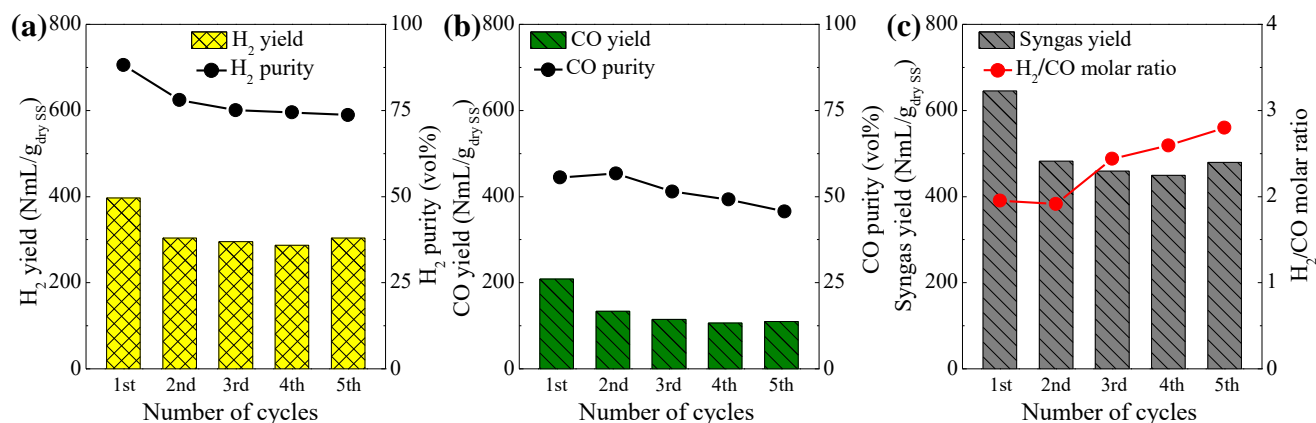 (a)
H₂ yield
H₂ purity
H₂ yield (NmL/g_dry SS)
800
600
400
200
0
100
75
50
25
0
H₂ purity (vol%)
1st 2nd 3rd 4th 5th
Number of cycles
(b)
CO yield
CO purity
CO yield (NmL/g_dry SS)
800
600
400
200
0
100
75
50
25
0
CO purity (vol%)
1st 2nd 3rd 4th 5th
Number of cycles
(c)
Syngas yield
H₂/CO molar ratio
Syngas yield (NmL/g_dry SS)
800
600
400
200
0
4
3
2
1
0
H₂/CO molar ratio
1st 2nd 3rd 4th 5th
Number of cycles